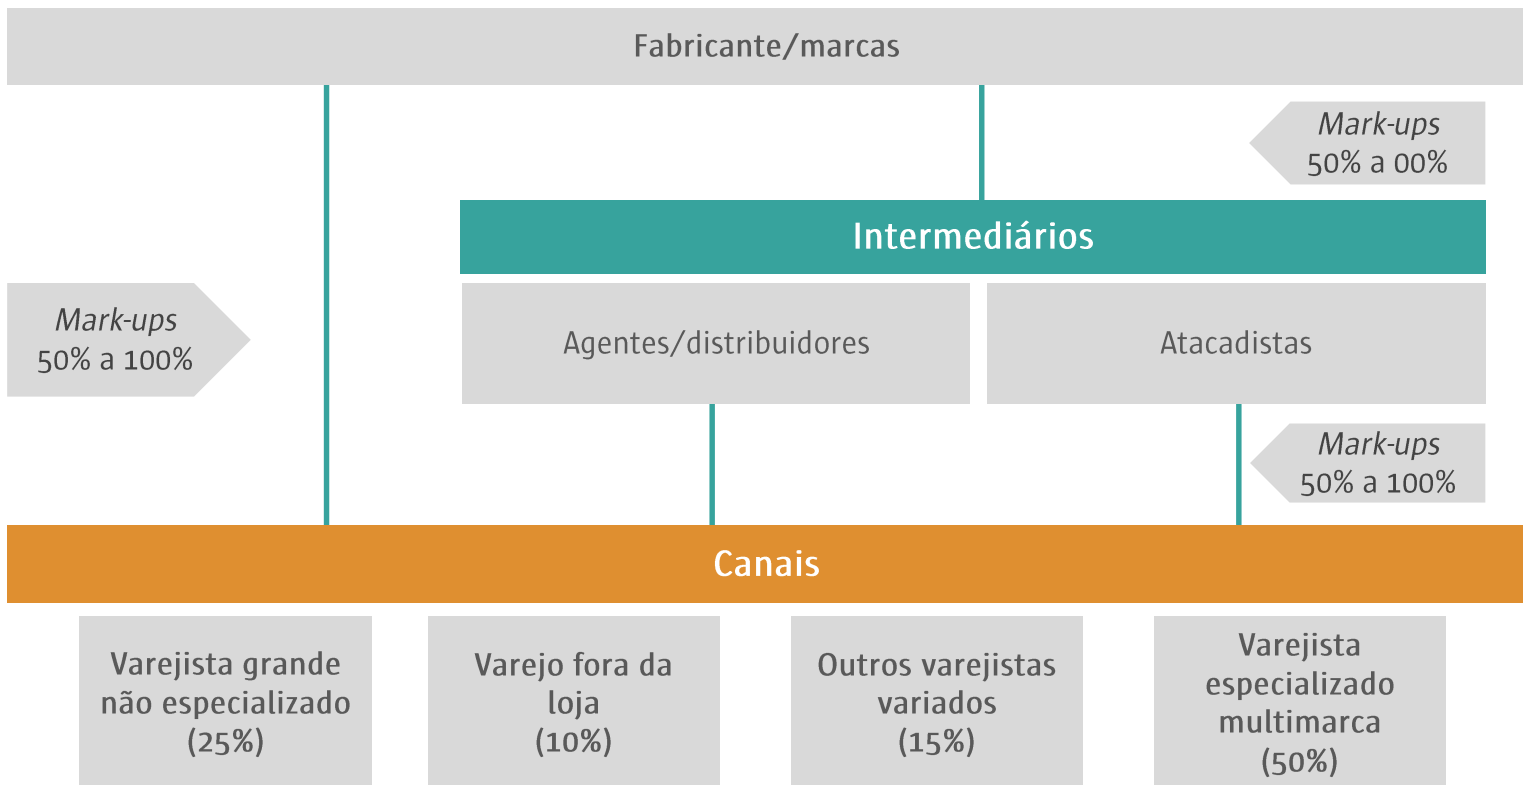 Fabricante/marcas
Mark-ups
50% a 00%
Intermediários
Mark-ups
50% a 100%
Agentes/distribuidores
Atacadistas
Mark-ups
50% a 100%
Canais
Varejista grande
não especializado
(25%)
Varejo fora da
loja
(10%)
Outros varejistas
variados
(15%)
Varejista
especializado
multimarca
(50%)